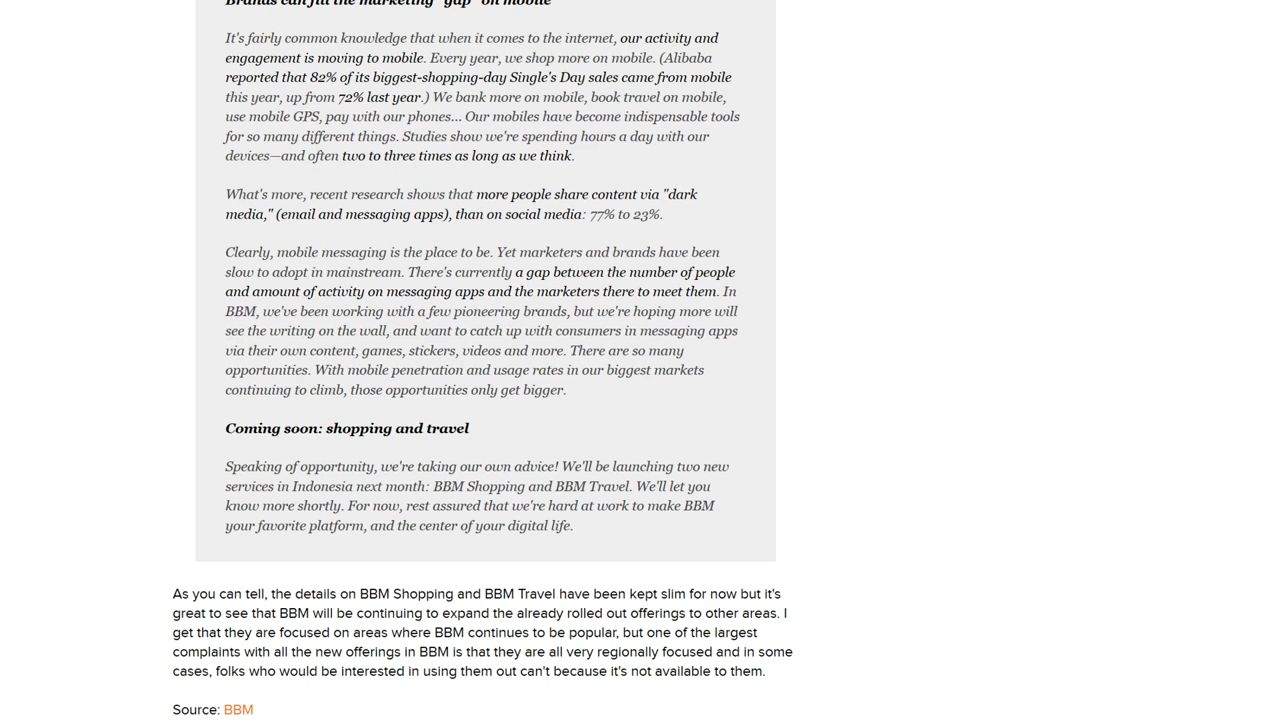 Brands can fill the marketing "gap" on mobile
It's fairly common knowledge that when it comes to the internet, our activity and
engagement is moving to mobile. Every year, we shop more on mobile. (Alibaba
reported that 82% of its biggest-shopping-day Single's Day sales came from mobile
this year, up from 72% last year.) We bank more on mobile, book travel on mobile,
use mobile GPS, pay with our phones... Our mobiles have become indispensable tools
for so many different things. Studies show we're spending hours a day with our
devices—and often two to three times as long as we think.
What's more, recent research shows that more people share content via "dark
media," (email and messaging apps), than on social media: 77% to 23%.
Clearly, mobile messaging is the place to be. Yet marketers and brands have been
slow to adopt in mainstream. There's currently a gap between the number of people
and amount of activity on messaging apps and the marketers there to meet them. In
BBM, we've been working with a few pioneering brands, but we're hoping more will
see the writing on the wall, and want to catch up with consumers in messaging apps
via their own content, games, stickers, videos and more. There are so many
opportunities. With mobile penetration and usage rates in our biggest markets
continuing to climb, those opportunities only get bigger.
Coming soon: shopping and travel
Speaking of opportunity, we're taking our own advice! We'll be launching two new
services in Indonesia next month: BBM Shopping and BBM Travel. We'll let you
know more shortly. For now, rest assured that we're hard at work to make BBM
your favorite platform, and the center of your digital life.
As you can tell, the details on BBM Shopping and BBM Travel have been kept slim for now but it's
great to see that BBM will be continuing to expand the already rolled out offerings to other areas. I
get that they are focused on areas where BBM continues to be popular, but one of the largest
complaints with all the new offerings in BBM is that they are all very regionally focused and in some
cases, folks who would be interested in using them out can't because it's not available to them.
Source: BBM